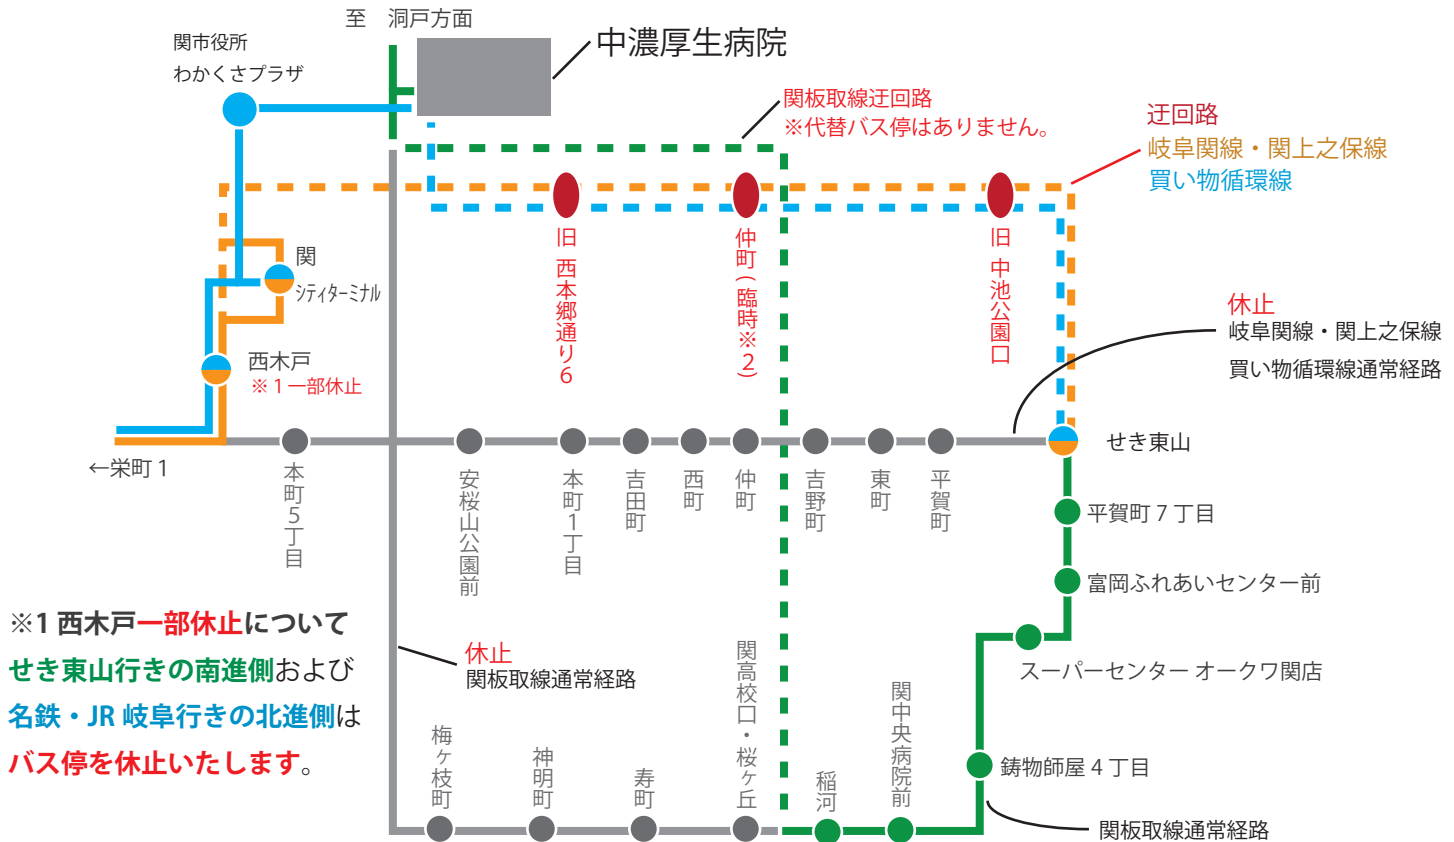 至　洞戸方面
関市役所
わかくさプラザ
中濃厚生病院
関板取線迂回路
※代替バス停はありません。
迂回路
岐阜関線・関上之保線
買い物循環線
旧 西本郷通り6
仲町(臨時※2)
旧 中池公園口
関
ｼﾃｨﾀｰﾐﾅﾙ
西木戸
※1一部休止
休止
岐阜関線・関上之保線
買い物循環線通常経路
←栄町1
本町5丁目
安桜山公園前
本町1丁目
吉田町
西町
仲町
吉野町
東町
平賀町
せき東山
平賀町7丁目
富岡ふれあいセンター前
スーパーセンター オークワ関店
鋳物師屋4丁目
関板取線通常経路
※1 西木戸一部休止について
せき東山行きの南進側および
名鉄・JR岐阜行きの北進側は
バス停を休止いたします。
休止
関板取線通常経路
梅ヶ枝町
神明町
寿町
関高校口・桜ヶ丘
稲河
関中央病院前